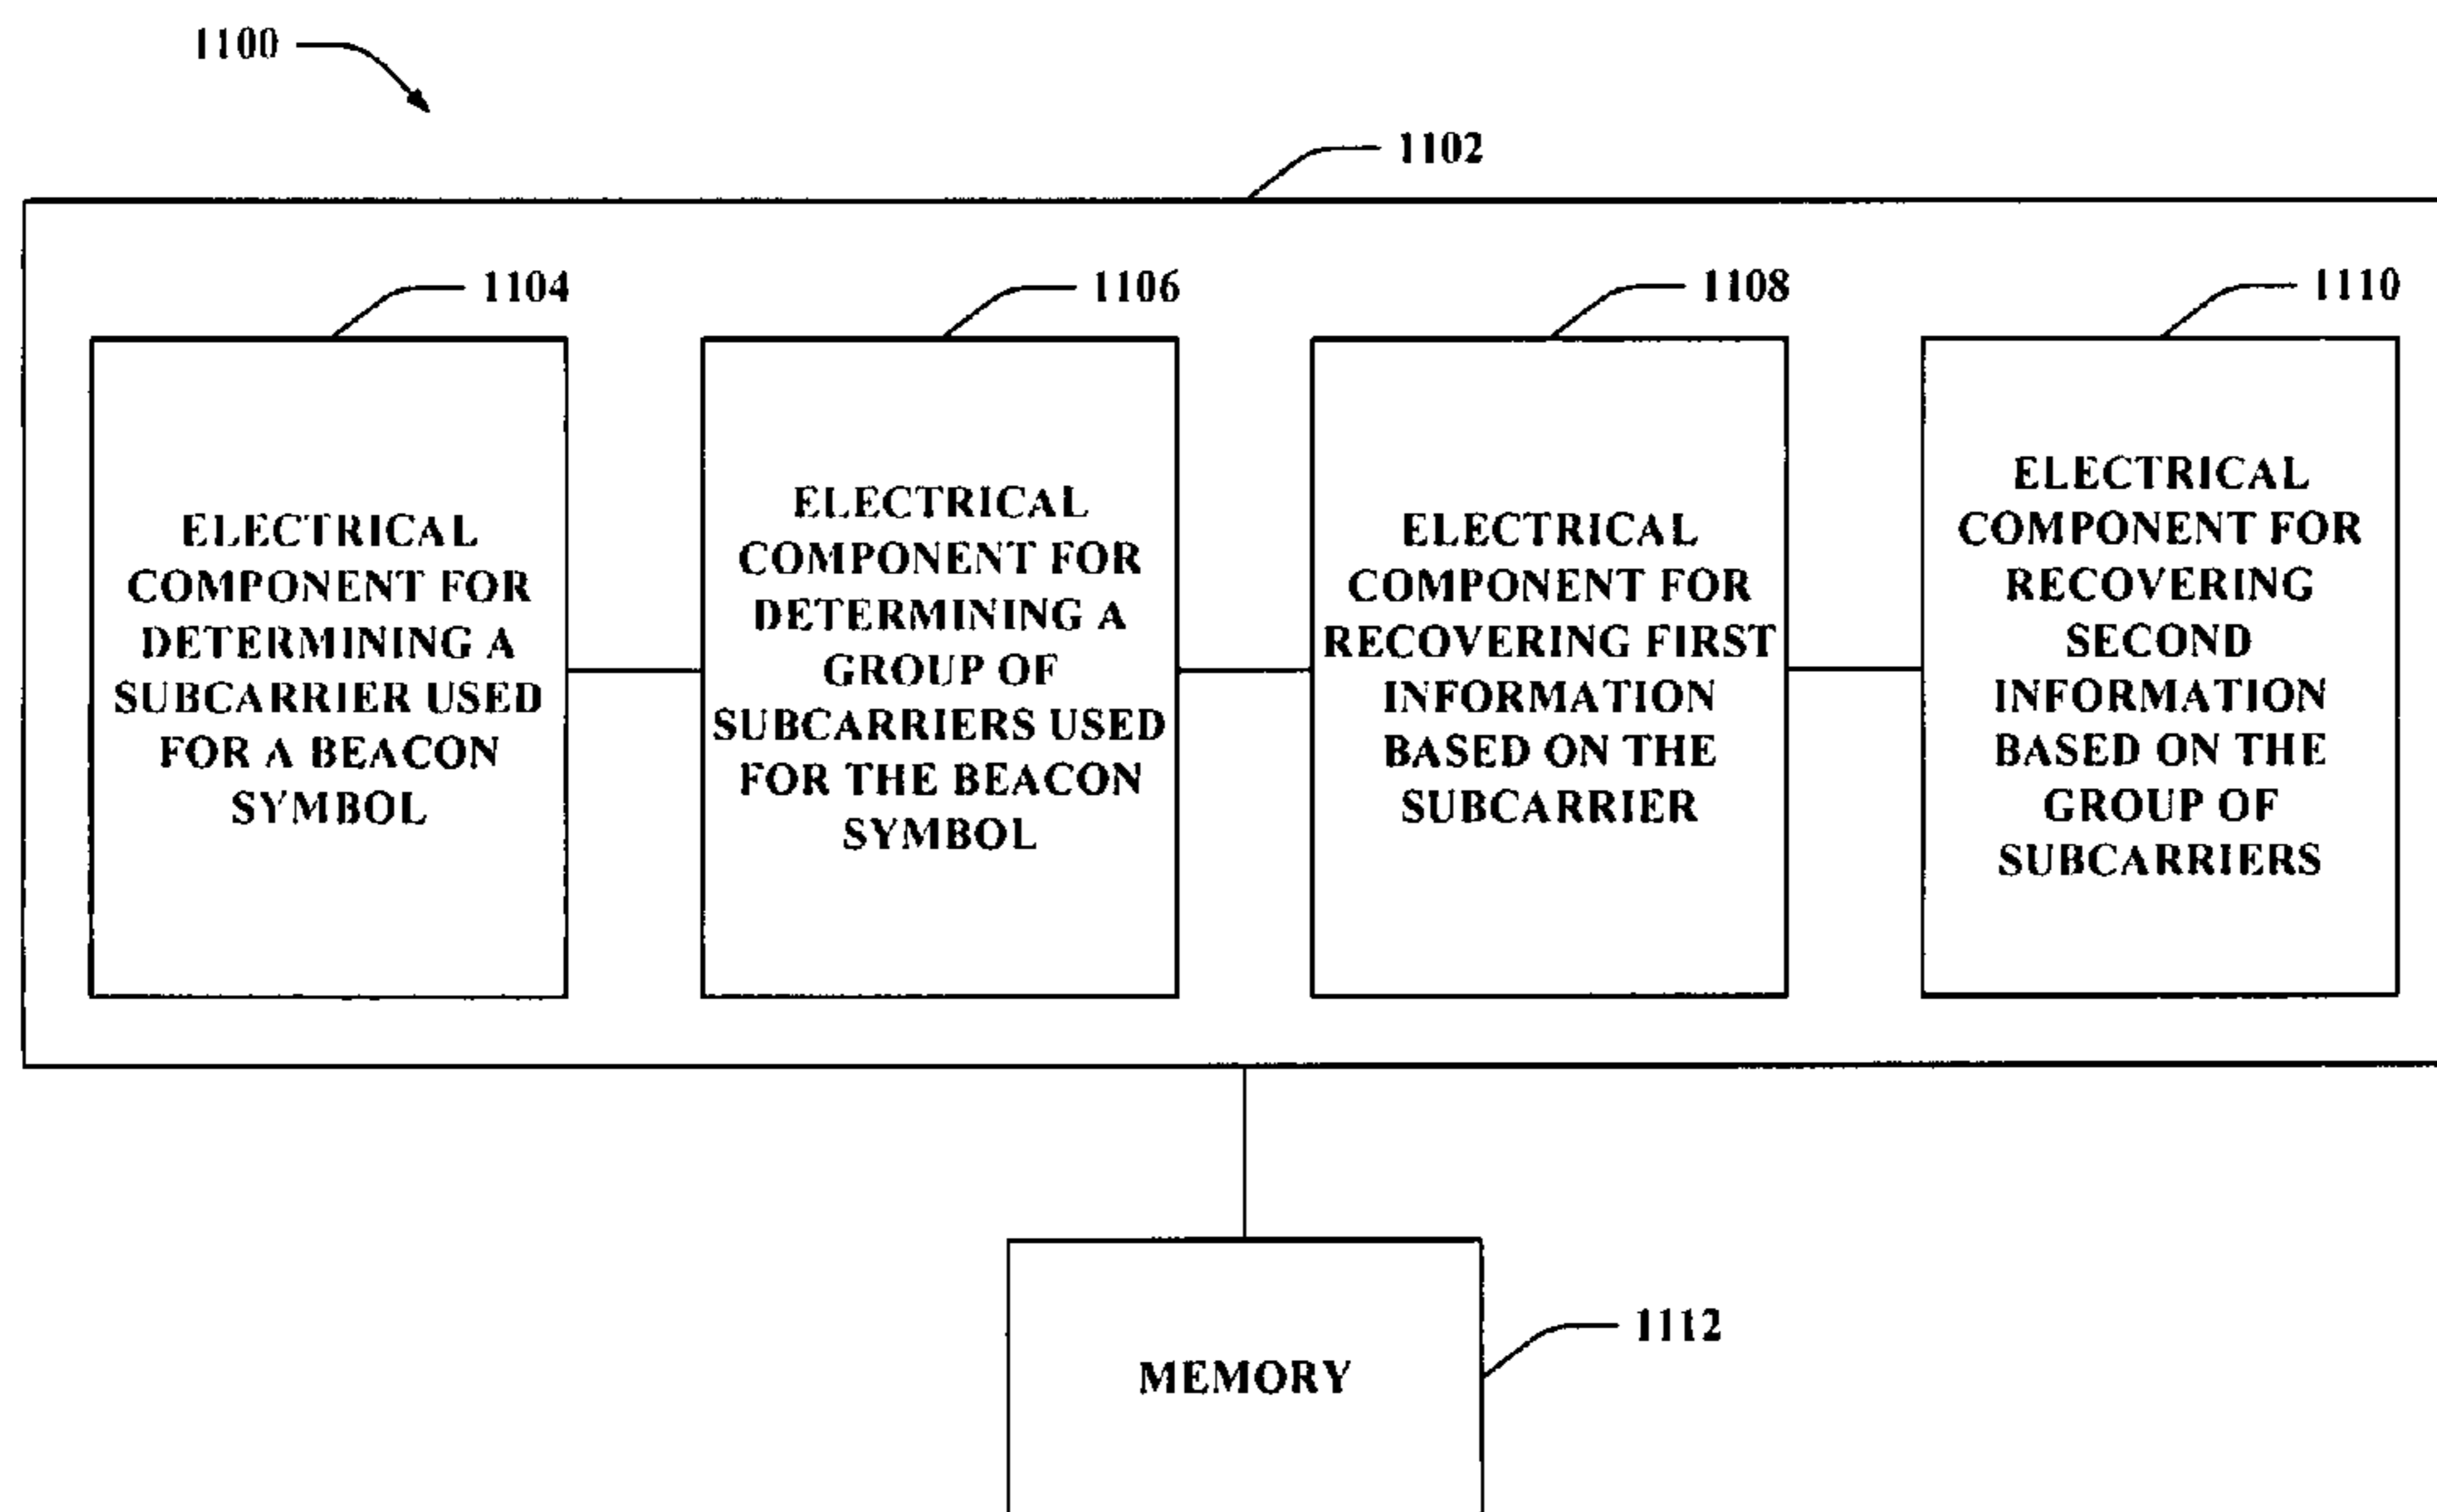 1100
1102
1104
1106
1108
1110
ELECTRICAL
COMPONENT FOR
DETERMINING A
SUBCARRIER USED
FOR A BEACON
SYMBOL
ELECTRICAL
COMPONENT FOR
DETERMINING A
GROUP OF
SUBCARRIERS USED
FOR THE BEACON
SYMBOL
ELECTRICAL
COMPONENT FOR
RECOVERING FIRST
INFORMATION
BASED ON THE
SUBCARRIER
ELECTRICAL
COMPONENT FOR
RECOVERING
SECOND
INFORMATION
BASED ON THE
GROUP OF
SUBCARRIERS
1112
MEMORY